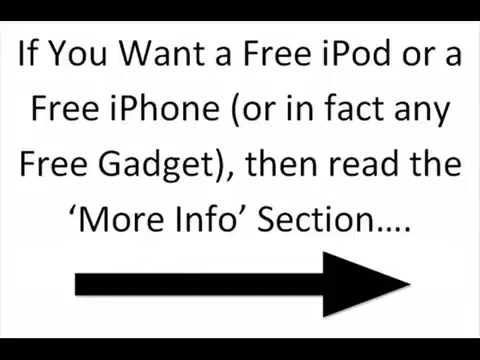 If You Want a Free iPod or a
Free iPhone (or in fact any
Free Gadget), then read the
‘More Info’ Section….